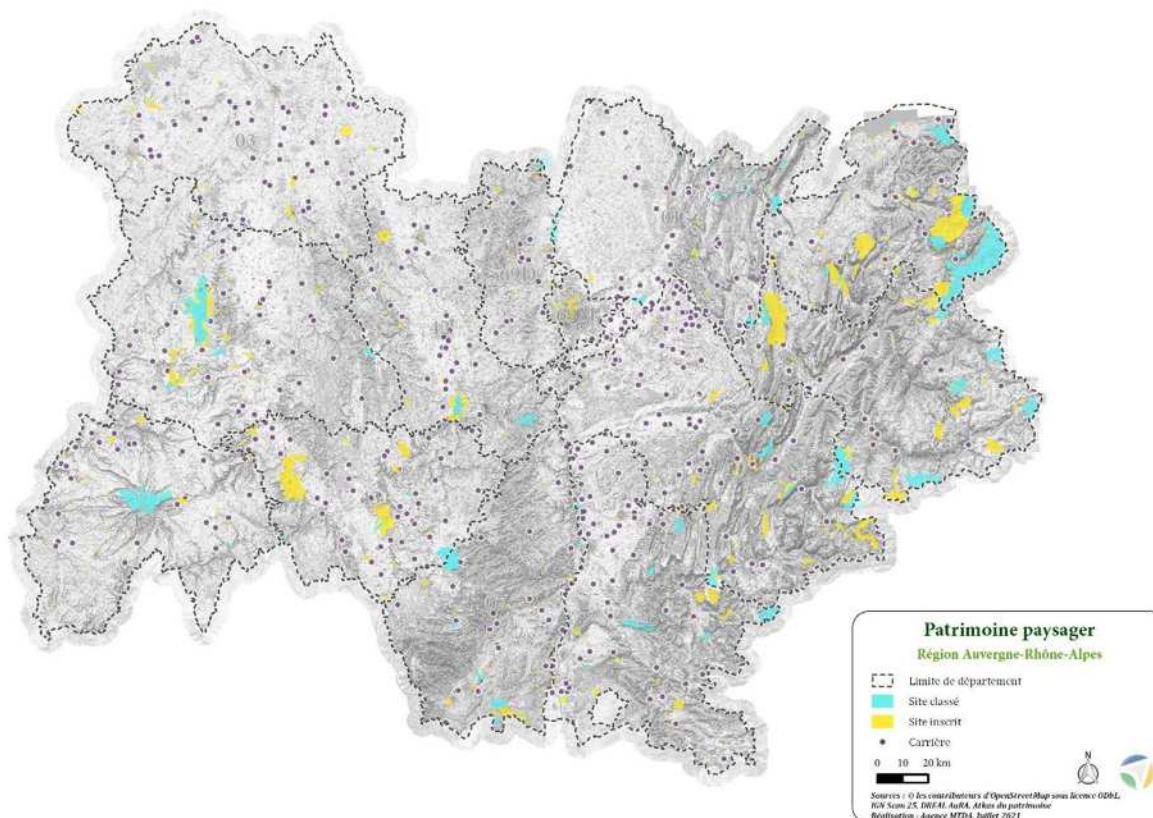 03
Patrimoine paysager
Région Auvergne-Rhône-Alpes
Limite de département
Site classé
Site inscrit
Carrière
0 10 20 km
N
Sources : © les contributeurs d'OpenStreetMap sous licence ODbL,
IGN Scan 25, DREAL AuRA, Atlas du patrimoine
Réalisation : Agence MTDA, Juillet 2021